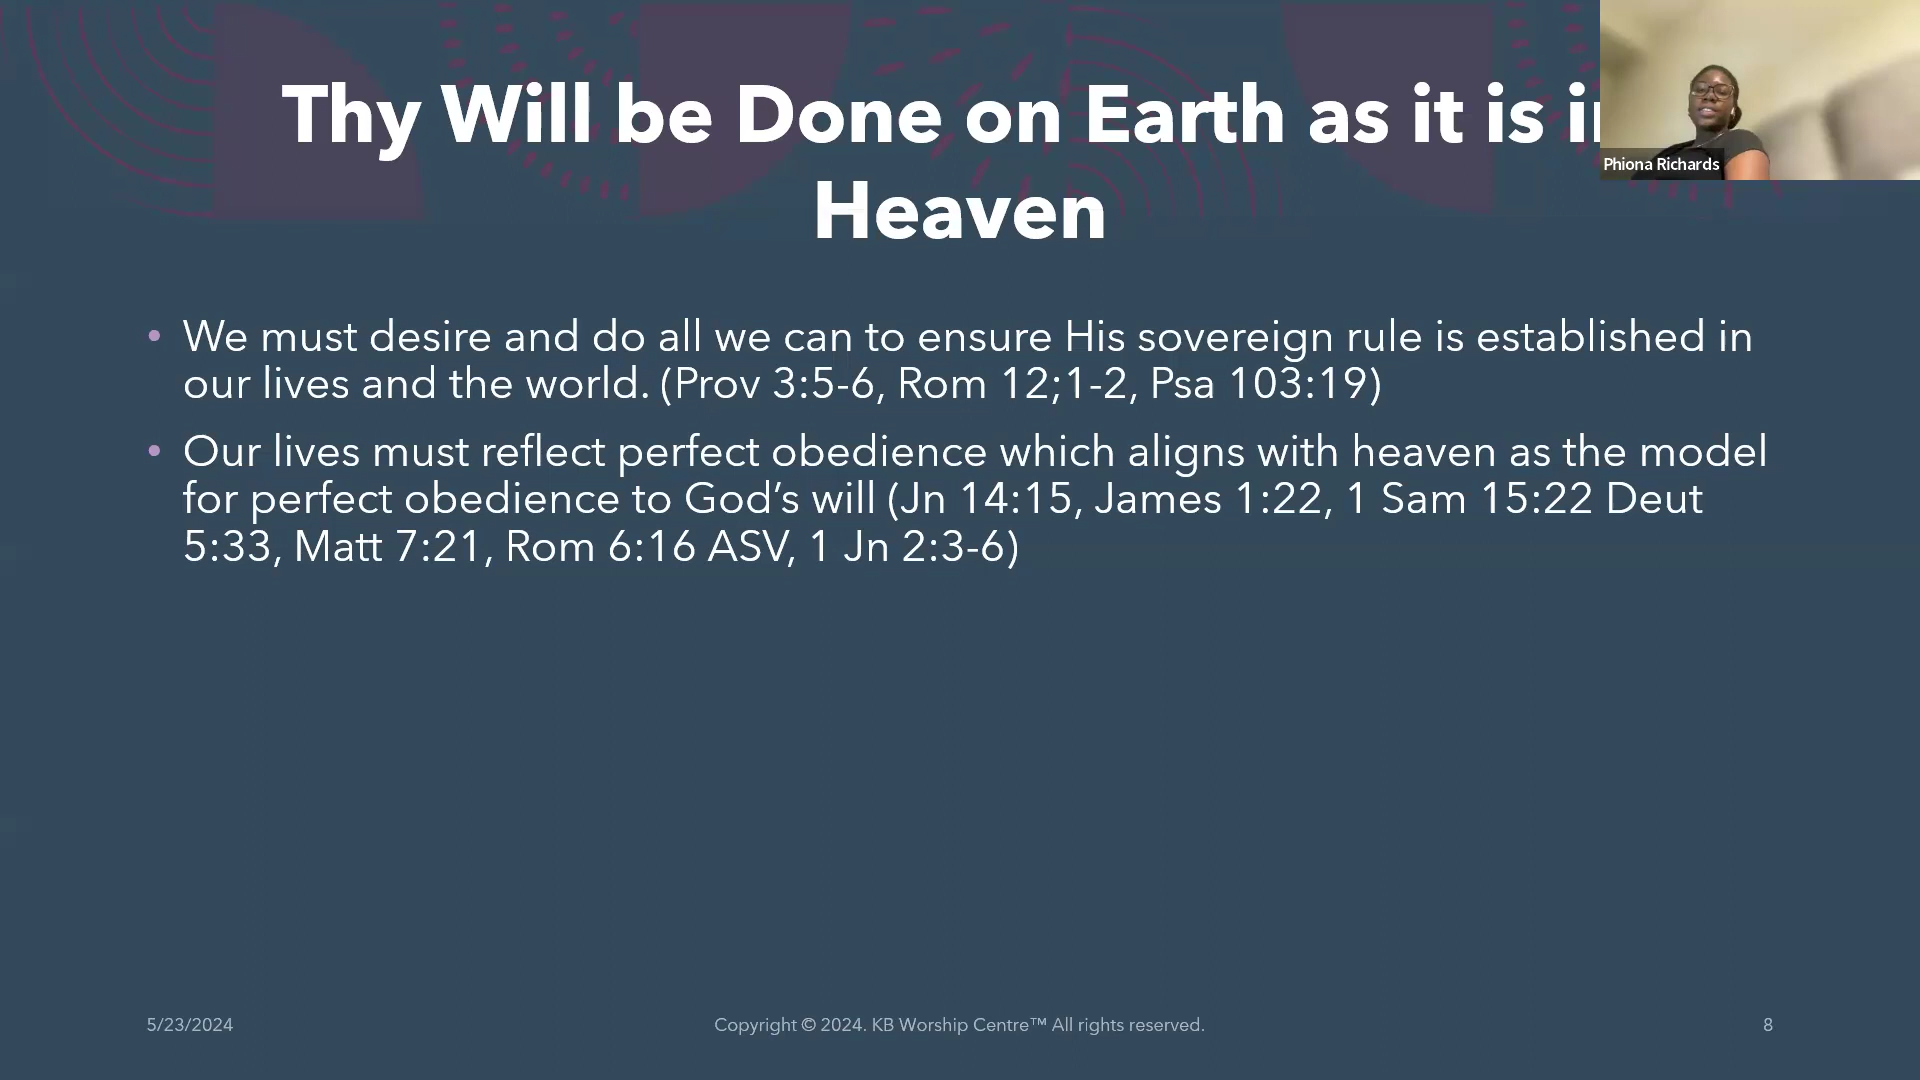 Thy Will be Done on Earth as it is
Heaven
Phiona Richards
• We must desire and do all we can to ensure His sovereign rule is established in
our lives and the world. (Prov 3:5-6, Rom 12;1-2, Psa 103:19)
• Our lives must reflect perfect obedience which aligns with heaven as the model
for perfect obedience to God’s will (Jn 14:15, James 1:22, 1 Sam 15:22 Deut
5:33, Matt 7:21, Rom 6:16 ASV, 1 Jn 2:3-6)
5/23/2024
Copyright © 2024. KB Worship Centre™ All rights reserved.
8